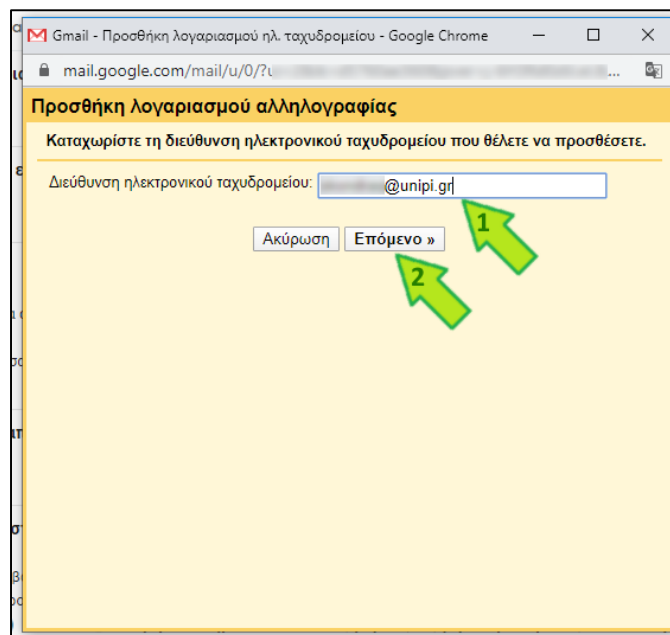 Gmail - Προσθήκη λογαριασμού ηλ. ταχυδρομείου - Google Chrome
mail.google.com/mail/u/0/?u
Προσθήκη λογαριασμού αλληλογραφίας
Καταχωρίστε τη διεύθυνση ηλεκτρονικού ταχυδρομείου που θέλετε να προσθέσετε.
Διεύθυνση ηλεκτρονικού ταχυδρομείου: @unipi.gr
1
Ακύρωση Επόμενο »
2